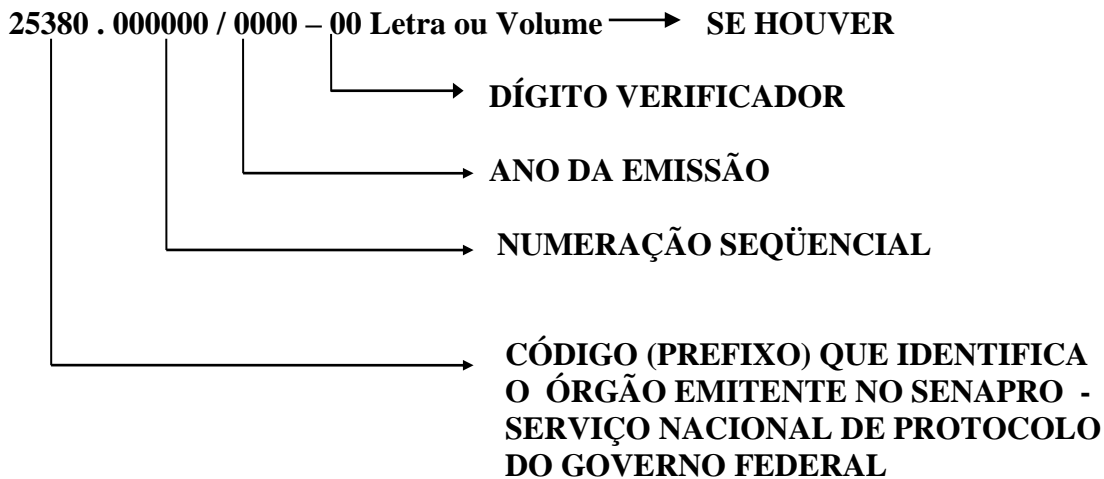 25380 . 000000 / 0000 – 00 Letra ou Volume SE HOUVER
DÍGITO VERIFICADOR
ANO DA EMISSÃO
NUMERAÇÃO SEQÜENCIAL
CÓDIGO (PREFIXO) QUE IDENTIFICA
O ÓRGÃO EMITENTE NO SENAPRO -
SERVIÇO NACIONAL DE PROTOCOLO
DO GOVERNO FEDERAL